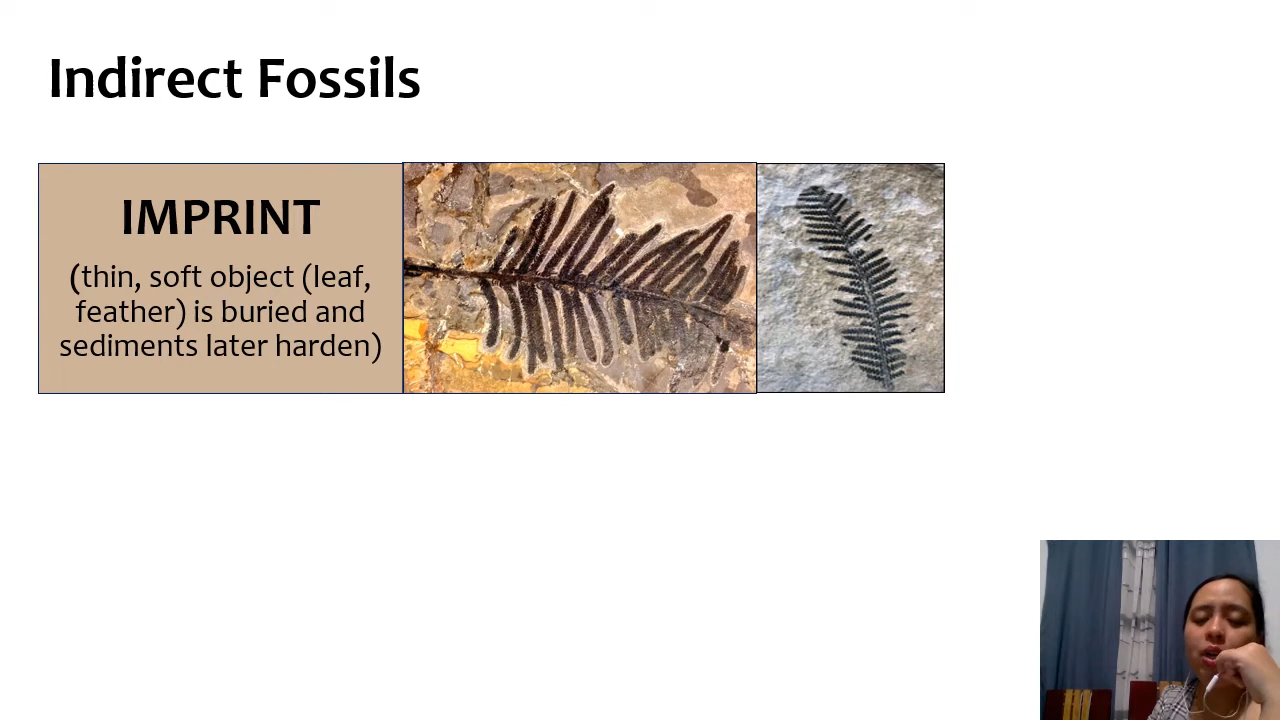 Indirect Fossils
IMPRINT
(thin, soft object (leaf,
feather) is buried and
sediments later harden)